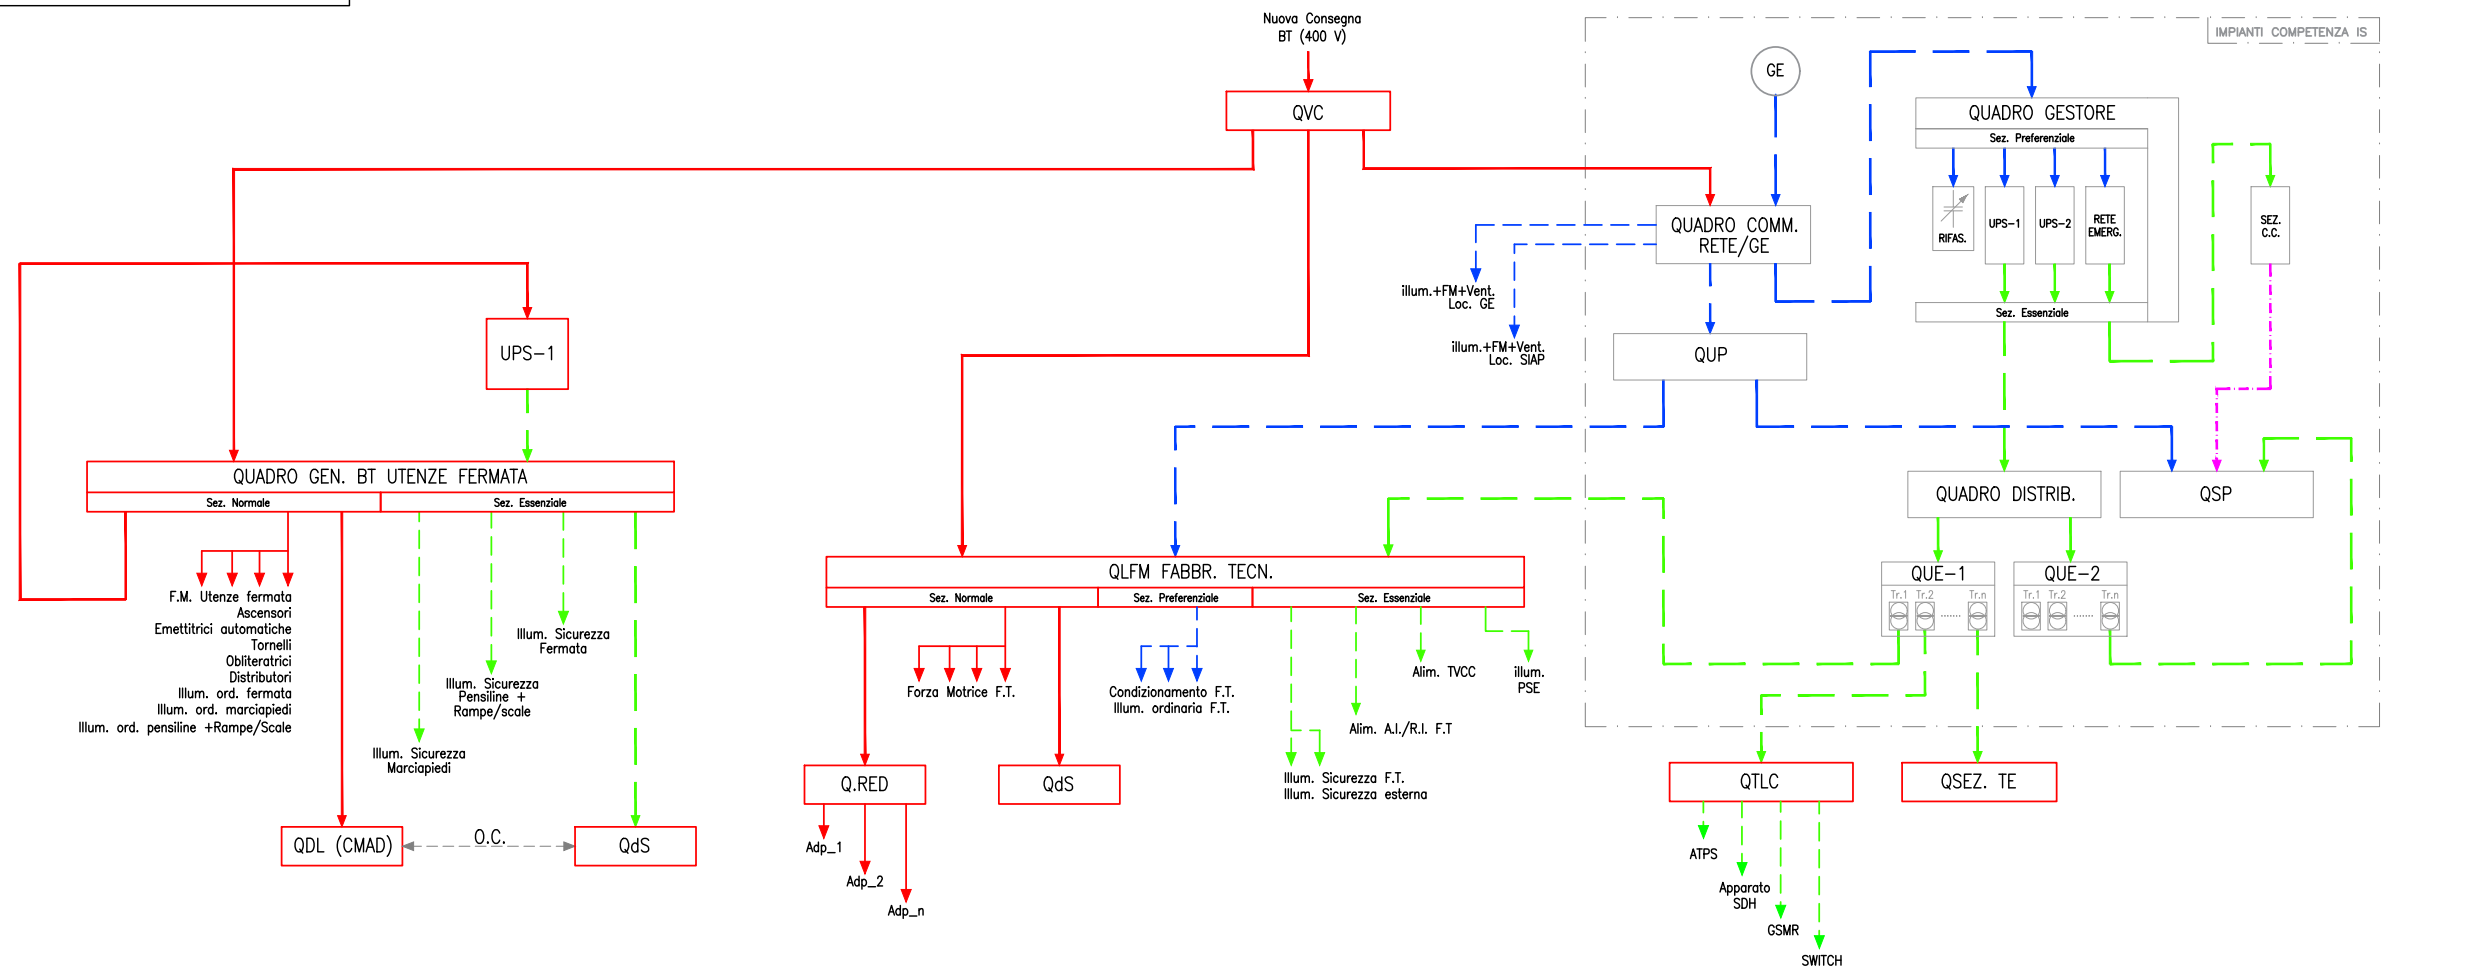 Nuova Consegna
BT (400 V)
IMPIANTI COMPETENZA IS
GE
QVC
QUADRO GESTORE
Sez. Preferenziale
RIFAS.
UPS-1
UPS-2
RETE
EMERG.
SEZ.
C.C.
Sez. Essenziale
QUADRO COMM.
RETE/GE
illum.+FM+Vent.
Loc. GE
illum.+FM+Vent.
Loc. SIAP
QUP
UPS-1
QUADRO GEN. BT UTENZE FERMATA
Sez. Normale
Sez. Essenziale
F.M. Utenze fermata
Ascensori
Emettitrici automatiche
Tornelli
Obliteratrici
Distributori
Illum. ord. fermata
Illum. ord. marciapiedi
Illum. ord. pensiline +Rampe/Scale
Illum. Sicurezza
Fermata
Illum. Sicurezza
Pensiline +
Rampe/scale
Illum. Sicurezza
Marciapiedi
QDL (CMAD)
O.C.
QdS
QLFM FABBR. TECN.
Sez. Normale
Sez. Preferenziale
Sez. Essenziale
Forza Motrice F.T.
Condizionamento F.T.
Illum. ordinaria F.T.
Alim. TVCC
illum.
PSE
Alim. A.I./R.I. F.T
Illum. Sicurezza F.T.
Illum. Sicurezza esterna
Q.RED
QdS
Adp_1
Adp_2
Adp_n
QUADRO DISTRIB.
QSP
QUE-1
Tr.1 Tr.2 ...... Tr.n
QUE-2
Tr.1 Tr.2 ...... Tr.n
QTLC
QSEZ. TE
ATPS
Apparato
SDH
GSMR
SWITCH